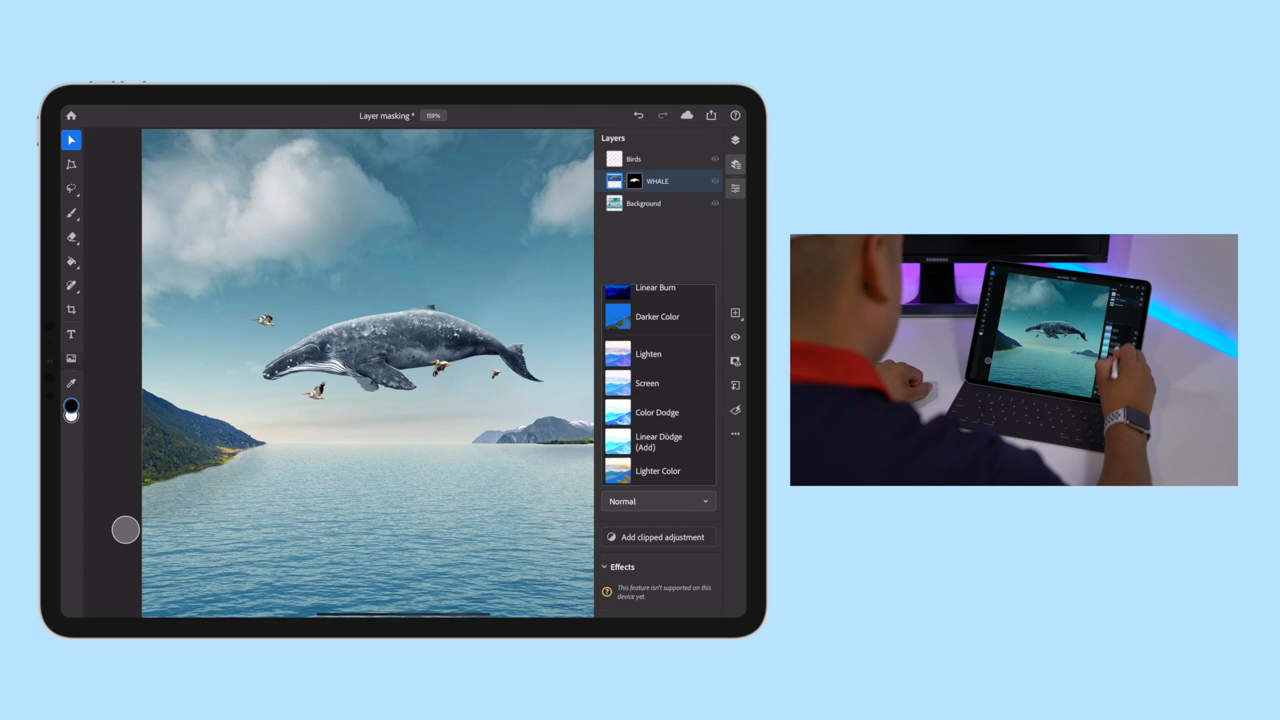 Layer masking *
159%
Layers
Birds
WHALE
Background
Linear Burn
Darker Color
Lighten
Screen
Color Dodge
Linear Dodge
(Add)
Lighter Color
Normal
Add clipped adjustment
Effects
This feature isn't supported on this
device yet.
SAMSUNG